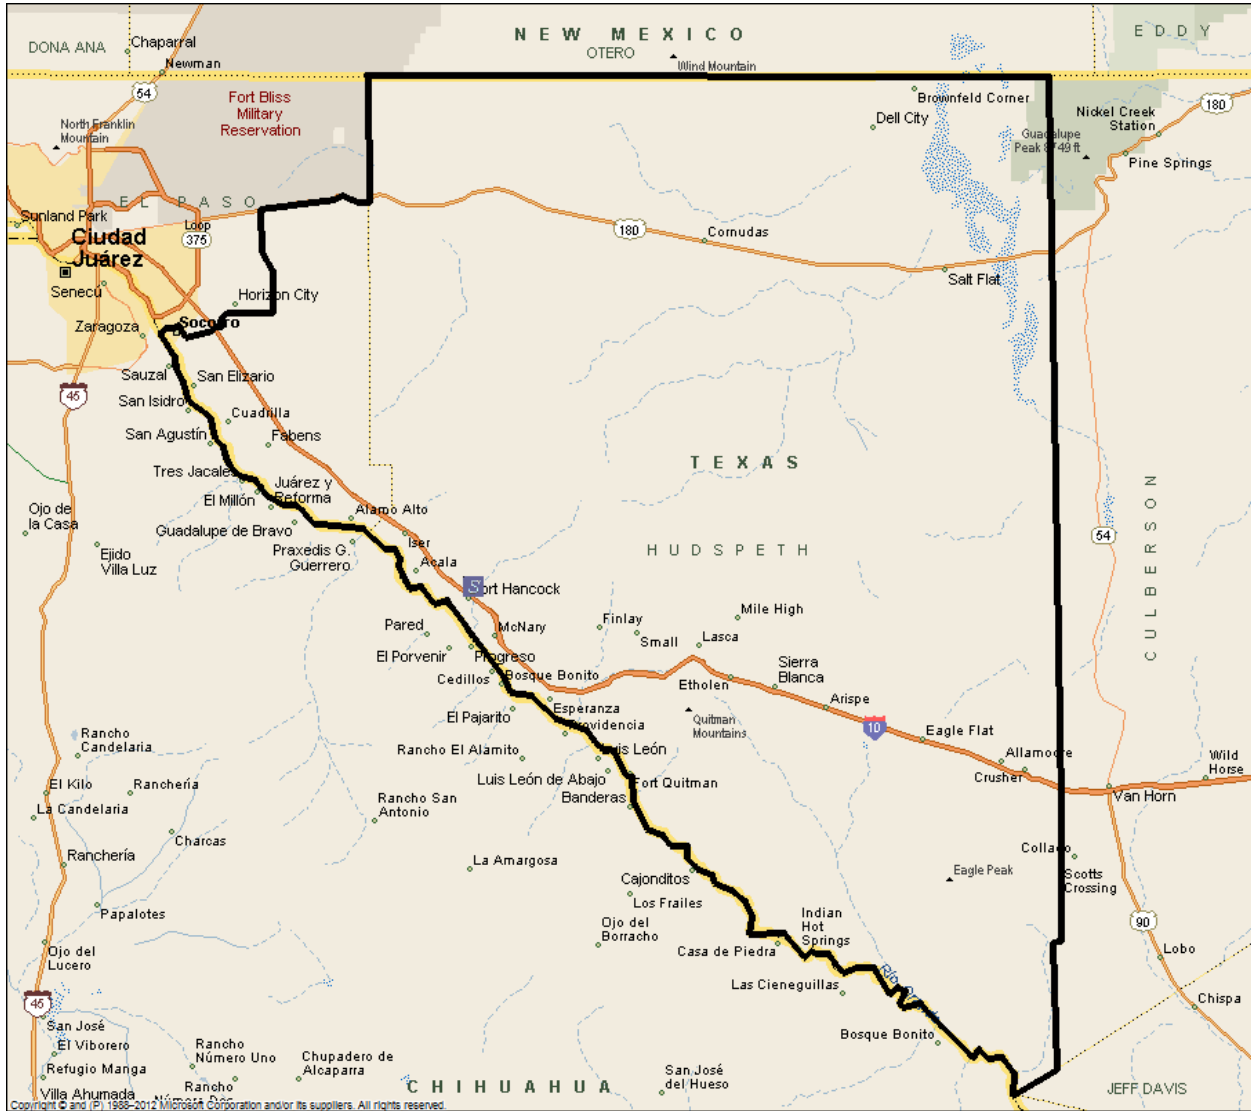 NEW MEXICO
EDDY
DONA ANA
Chaparral
OTERO
Newman
Wind Mountain
54
Fort Bliss
Military
Reservation
Brownfeld Corner
180
Dell City
Nickel Creek
Station
North Franklin
Mountain
Guadalupe
Peak 8749 ft
Pine Springs
EL PASO
Sunland Park
Loop
375
180
Cornudas
Ciudad
Juárez
Salt Flat
Senecú
Horizon City
Zaragoza
Socorro
Sauzal
San Elizario
45
San Isidro
Cuadrilla
San Agustín
Fabens
TEXAS
Tres Jacales
Juárez y
Reforma
El Millón
CULBERSON
Ojo de
la Casa
Guadalupe de Bravo
Alamo Alto
54
Ejido
Villa Luz
Praxedis G.
Guerrero
Iser
HUDSPETH
Acala
S
Fort Hancock
Mile High
Pared
McNary
Finlay
Small
Lasca
El Porvenir
Progreso
Cedillos
Bosque Bonito
Etholen
Sierra
Blanca
Arispe
El Pajarito
Esperanza
Quitman
Mountains
10
Rancho
Candelaria
Providencia
Eagle Flat
Rancho El Alamito
Luis León
Allamoore
Wild
Horse
El Kilo
Ranchería
Luis León de Abajo
Fort Quitman
Crusher
Van Horn
La Candelaria
Rancho San
Antonio
Banderas
Charcas
Collado
Ranchería
La Amargosa
Cajonditos
Eagle Peak
Scotts
Crossing
Papalotes
Los Frailes
Indian
Hot
Springs
90
Ojo del
Borracho
Ojo del
Lucero
Casa de Piedra
Lobo
Las Cieneguillas
45
Chispa
San José
Bosque Bonito
El Viborero
Rancho
Número Uno
Chupadero de
Alcaparra
Refugio Manga
San José
del Hueso
Villa Ahumada
Rancho
Número Dos
CHIHUAHUA
JEFF DAVIS
Copyright © and (P) 1988–2012 Microsoft Corporation and/or its suppliers. All rights reserved.